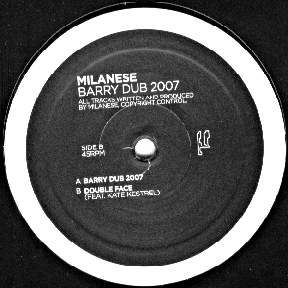 MILANESE
BARRY DUB 2007
ALL TRACKS WRITTEN AND PRODUCED
BY MILANESE, COPYRIGHT CONTROL.
SIDE B
45RPM
A BARRY DUB 2007
B DOUBLE FACE
(FEAT. KATE KESTREL)